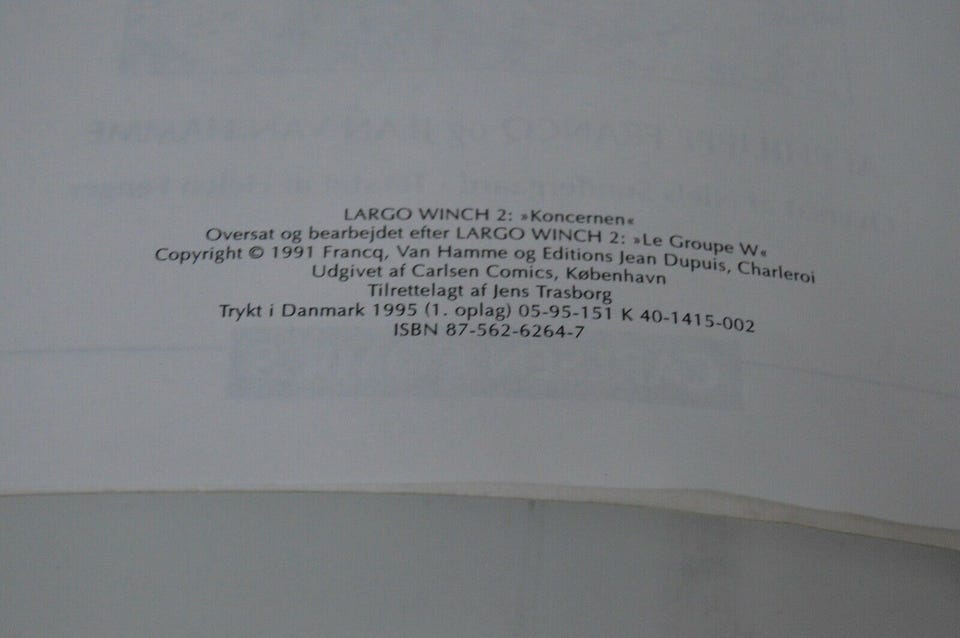 LARGO WINCH 2: »Koncernen«
Oversat og bearbejdet efter LARGO WINCH 2: »Le Groupe W«
Copyright © 1991 Francq, Van Hamme og Editions Jean Dupuis, Charleroi
Udgivet af Carlsen Comics, København
Tilrettelagt af Jens Trasborg
Trykt i Danmark 1995 (1. oplag) 05-95-151 K 40-1415-002
ISBN 87-562-6264-7